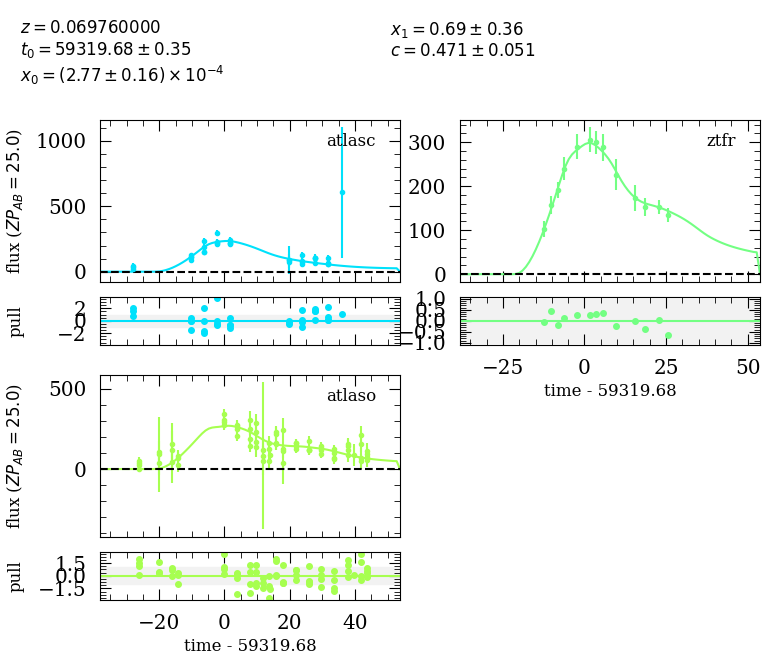 z = 0.069760000
t₀ = 59319.68 ± 0.35
x₀ = (2.77 ± 0.16) × 10⁻⁴
x₁ = 0.69 ± 0.36
c = 0.471 ± 0.051
atlasc
1000
500
0
flux (ZP_AB = 25.0)
ztfr
300
200
100
0
2
0
−2
pull
1.0
0.5
0.0
−0.5
−1.0
−25
0
25
50
time - 59319.68
atlaso
500
0
flux (ZP_AB = 25.0)
1.5
0.0
−1.5
pull
−20
0
20
40
time - 59319.68